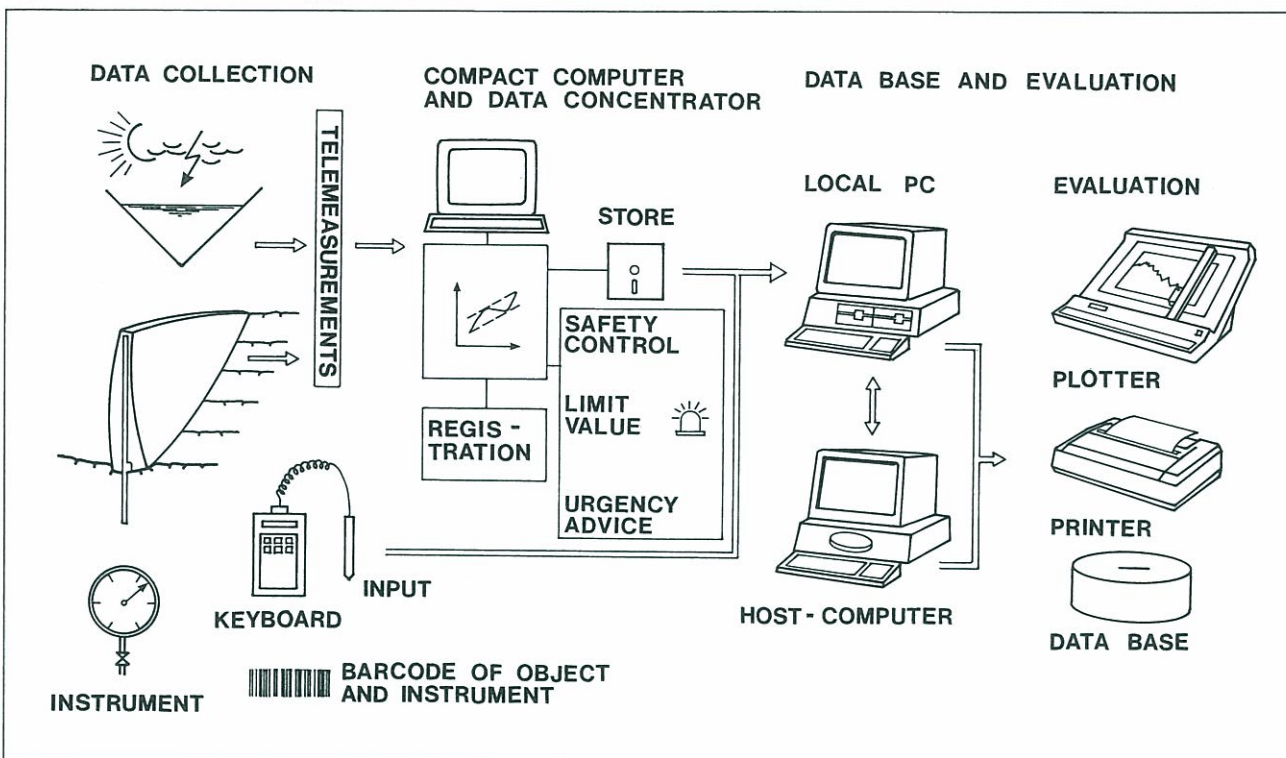 DATA COLLECTION
COMPACT COMPUTER
AND DATA CONCENTRATOR
DATA BASE AND EVALUATION
TELEMEASUREMENTS
STORE
LOCAL PC
EVALUATION
SAFETY
CONTROL
LIMIT
VALUE
URGENCY
ADVICE
REGIS -
TRATION
PLOTTER
PRINTER
DATA BASE
HOST - COMPUTER
INPUT
KEYBOARD
INSTRUMENT
BARCODE OF OBJECT
AND INSTRUMENT